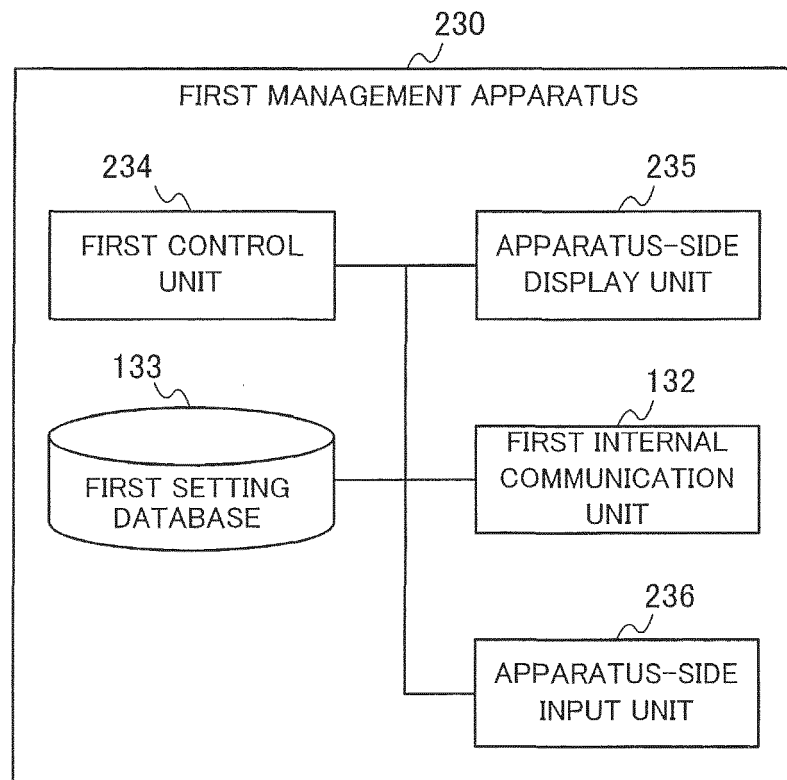 230
FIRST MANAGEMENT APPARATUS
234
FIRST CONTROL
UNIT
235
APPARATUS-SIDE
DISPLAY UNIT
133
FIRST SETTING
DATABASE
132
FIRST INTERNAL
COMMUNICATION
UNIT
236
APPARATUS-SIDE
INPUT UNIT